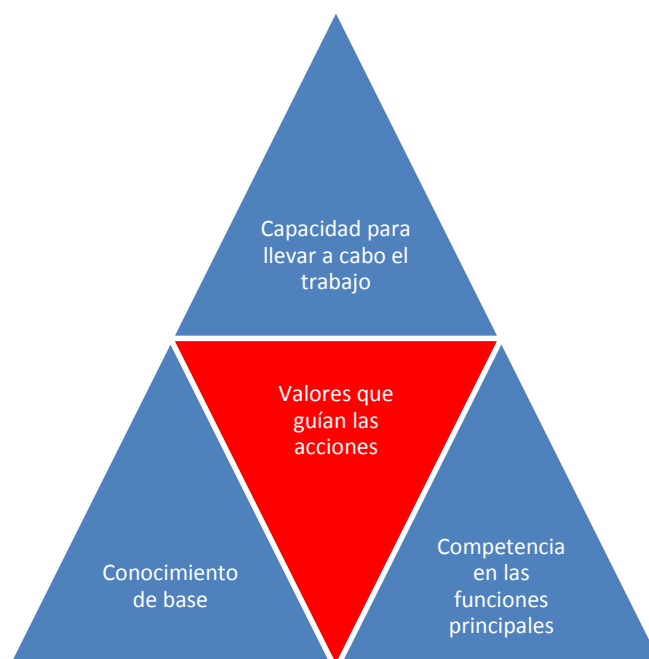 Capacidad para
llevar a cabo el
trabajo
Valores que
guían las
acciones
Conocimiento
de base
Competencia
en las
funciones
principales